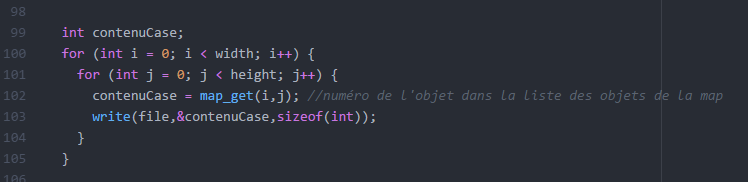 98
99 int contenuCase;
100 for (int i = 0; i < width; i++) {
101 for (int j = 0; j < height; j++) {
102 contenuCase = map_get(i,j); //numéro de l'objet dans la liste des objets de la map
103 write(file,&contenuCase,sizeof(int));
104 }
105 }
106